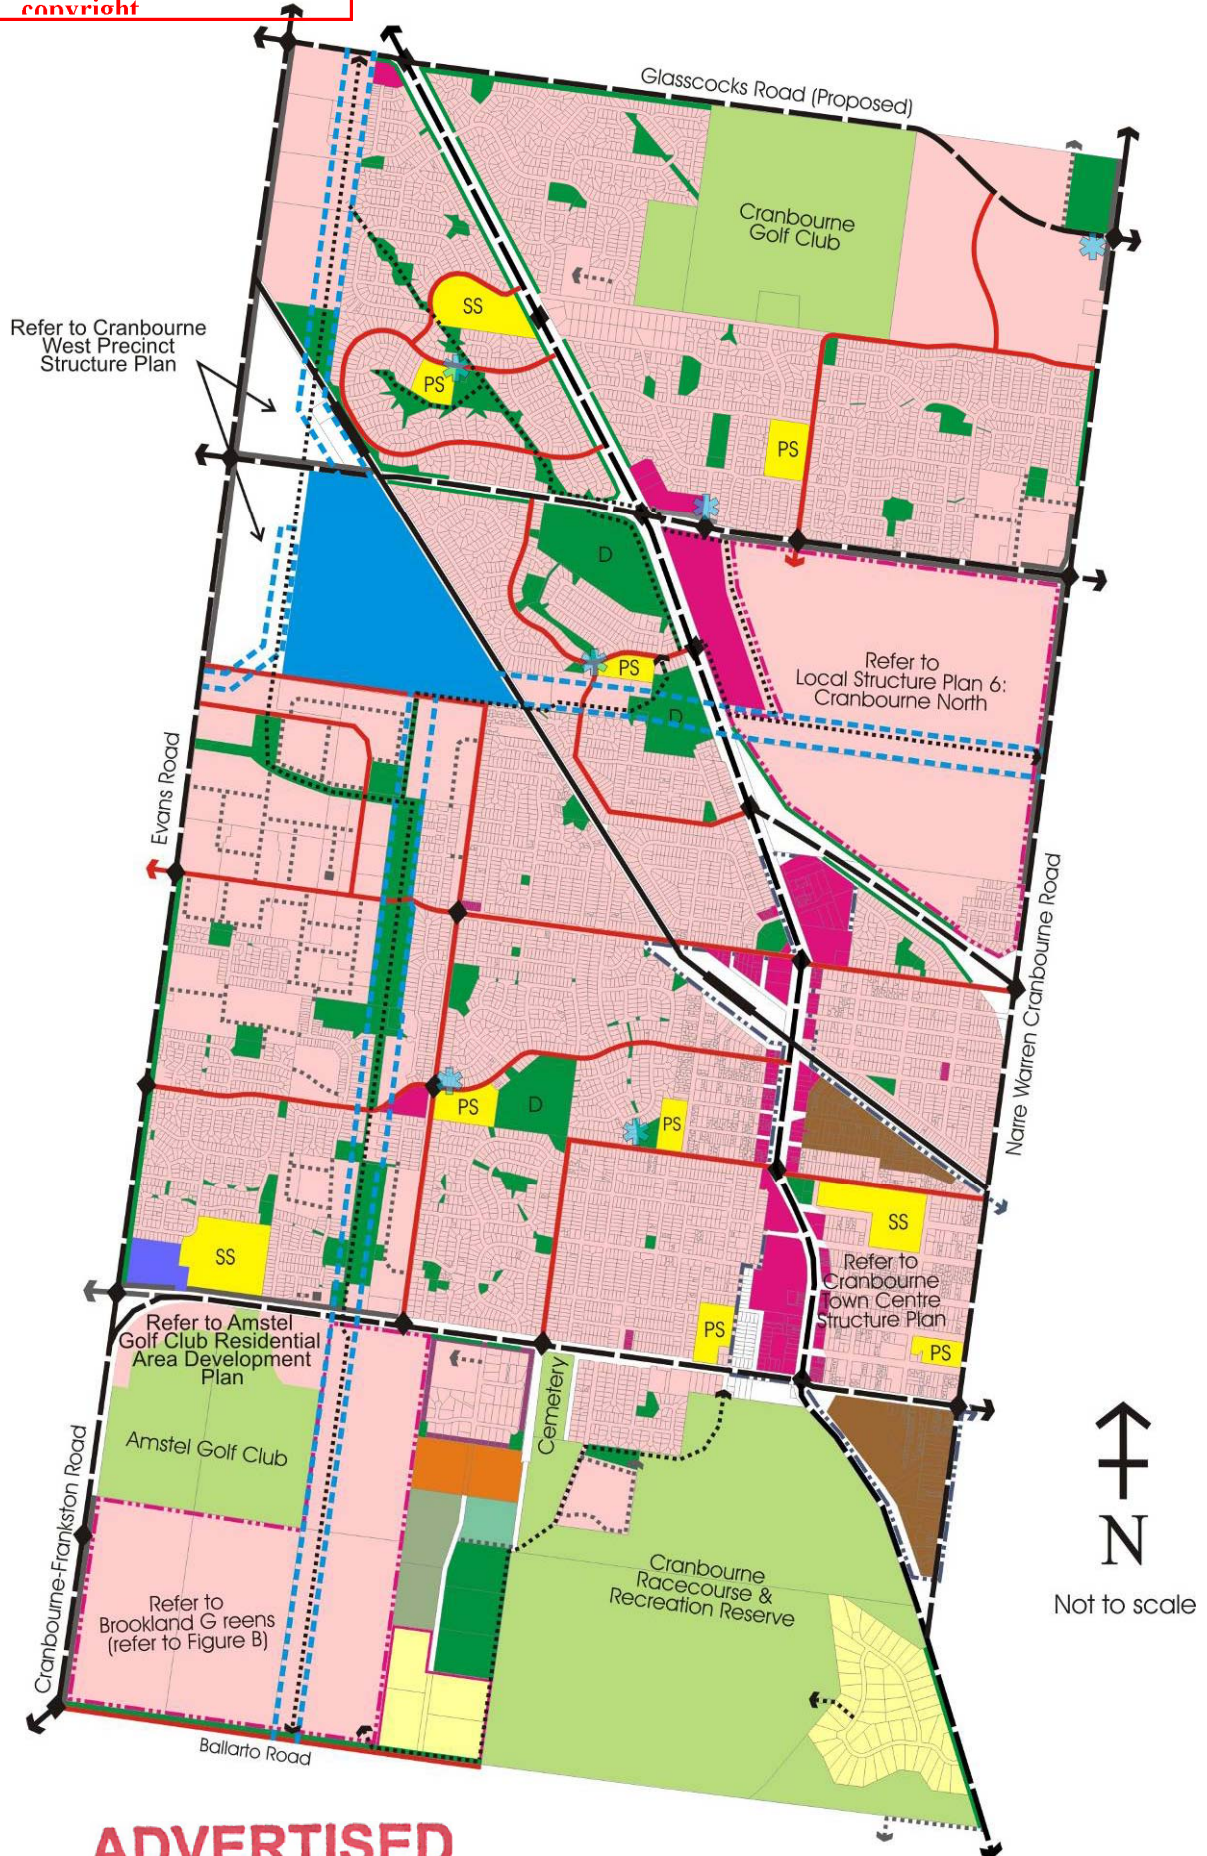 copyright
Glasscocks Road (Proposed)
Cranbourne
Golf Club
SS
Refer to Cranbourne
West Precinct
Structure Plan
PS
PS
D
Refer to
Local Structure Plan 6:
Cranbourne North
PS
D
Evans Road
Narre Warren Cranbourne Road
PS
D
PS
SS
SS
Refer to
Cranbourne
Town Centre
Structure Plan
Refer to Amstel
Golf Club Residential
Area Development
Plan
PS
PS
Cemetery
Amstel Golf Club
Cranbourne-Frankston Road
Cranbourne
Racecourse &
Recreation Reserve
N
Not to scale
Refer to
Brookland G reens
(refer to Figure B)
Ballarto Road
ADVERTISED